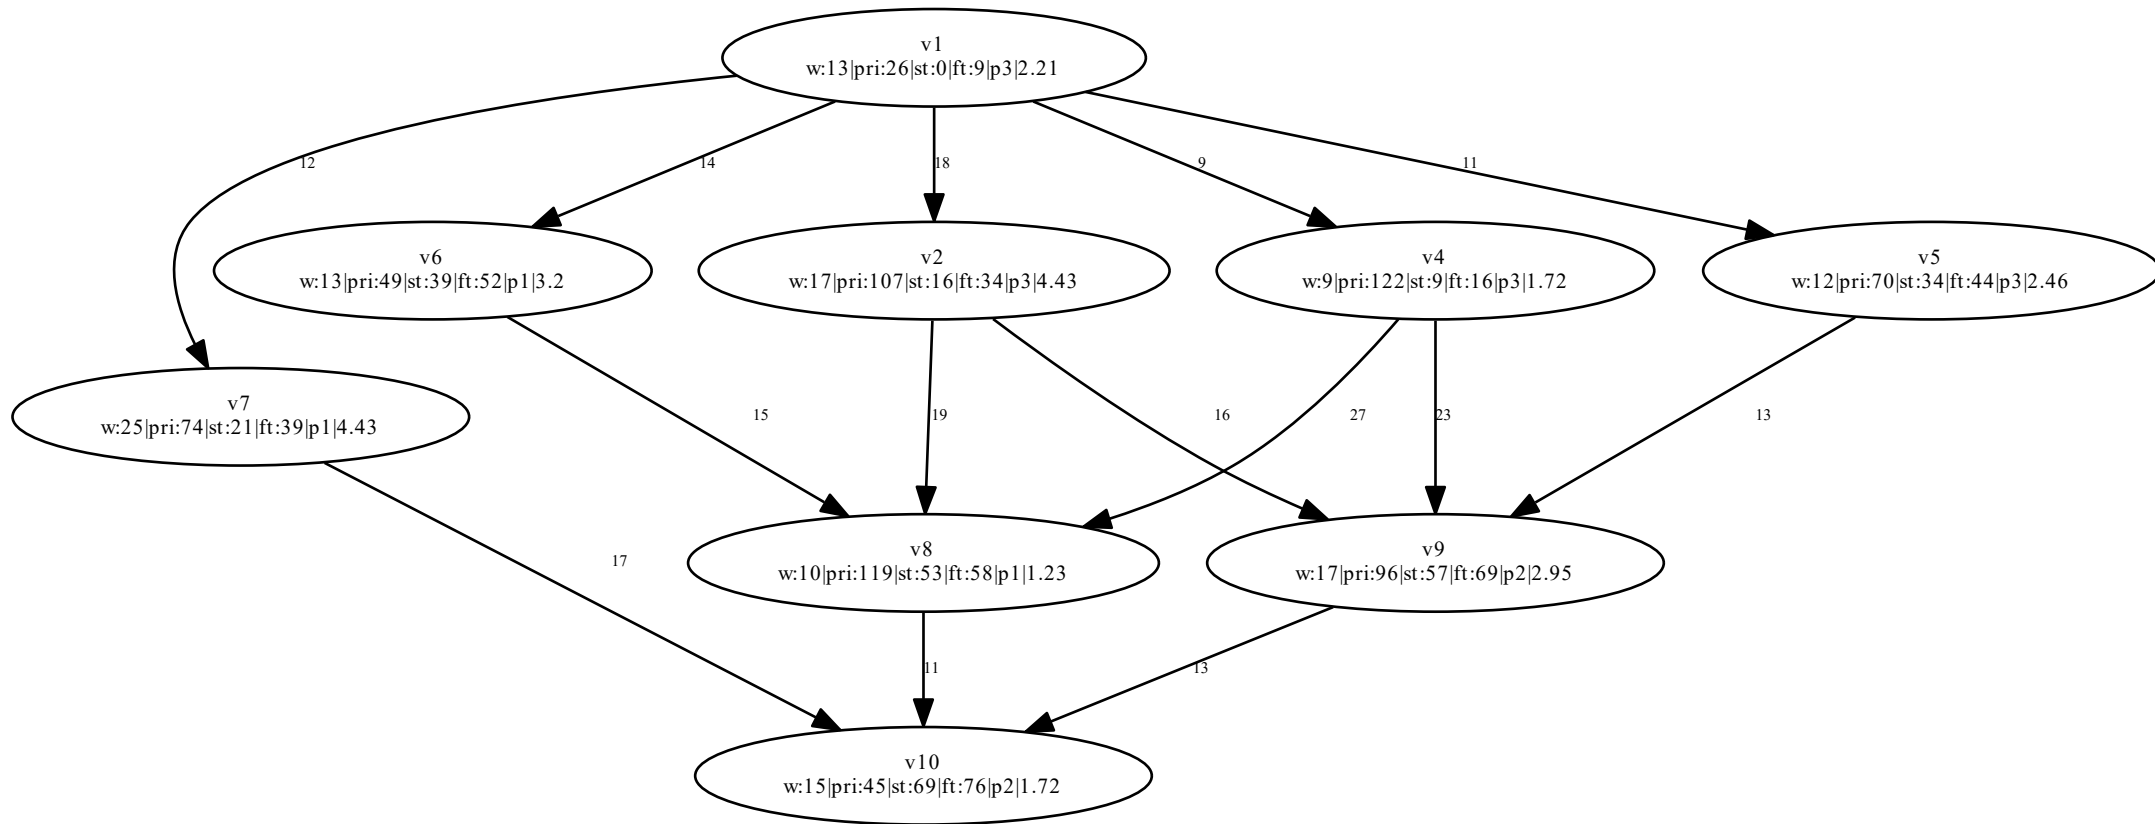 v1
w:13|pri:26|st:0|ft:9|p3|2.21
12
14
18
9
11
v6
w:13|pri:49|st:39|ft:52|p1|3.2
v2
w:17|pri:107|st:16|ft:34|p3|4.43
v4
w:9|pri:122|st:9|ft:16|p3|1.72
v5
w:12|pri:70|st:34|ft:44|p3|2.46
v7
w:25|pri:74|st:21|ft:39|p1|4.43
15
19
16
27
23
13
v8
w:10|pri:119|st:53|ft:58|p1|1.23
v9
w:17|pri:96|st:57|ft:69|p2|2.95
17
11
13
v10
w:15|pri:45|st:69|ft:76|p2|1.72